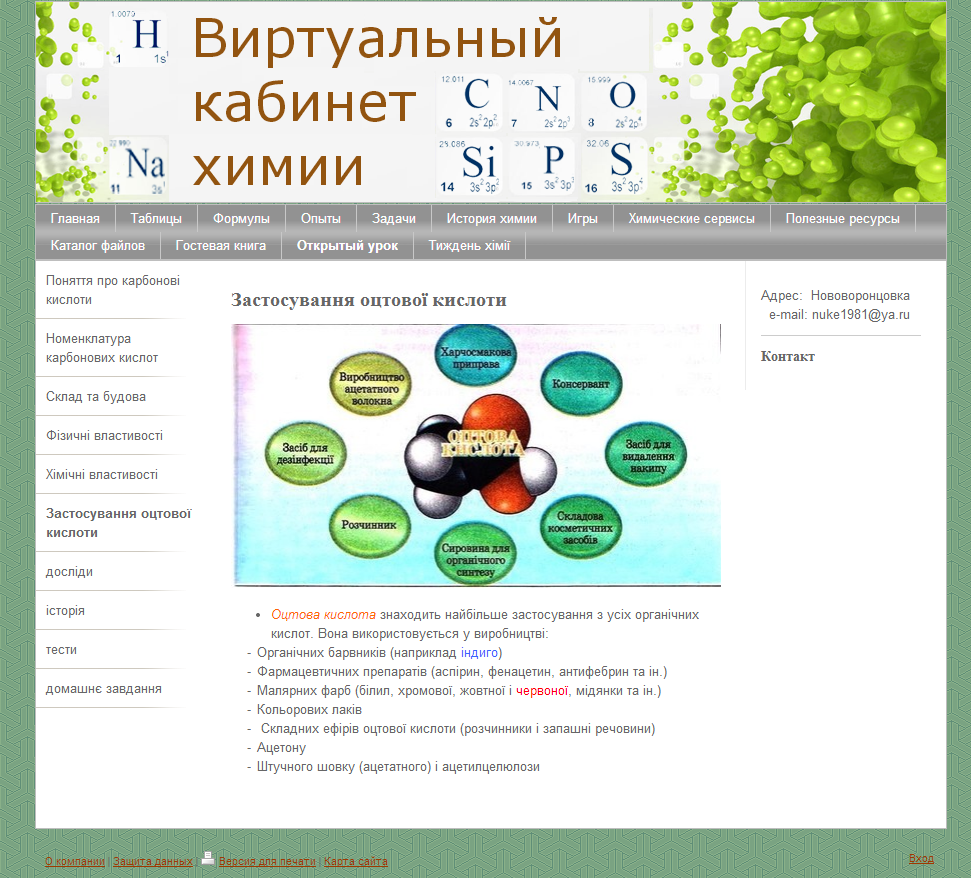 1.0079
H
1 1s¹
Виртуальный
кабинет
химии
12.011
C
6 2s²2p²
14.0067
N
7 2s²2p³
15.999
O
8 2s²2p⁴
22.990
Na
11 3s¹
28.086
Si
14 3s²3p²
30.973
P
15 3s²3p³
32.06
S
16 3s²3p⁴
Главная Таблицы Формулы Опыты Задачи История химии Игры Химические сервисы Полезные ресурсы
Каталог файлов Гостевая книга Открытый урок Тиждень хімії
Поняття про карбонові
кислоти
Номенклатура
карбонових кислот
Склад та будова
Фізичні властивості
Хімічні властивості
Застосування оцтової
кислоти
досліди
історія
тести
домашнє завдання
Застосування оцтової кислоти
Харчосмакова
приправа
Виробництво
ацетатного
волокна
Консервант
Засіб для
дезінфекції
ОЦТОВА
КИСЛОТА
Засіб для
видалення
накипу
Розчинник
Складова
косметичних
засобів
Сировина для
органічного
синтезу
• Оцтова кислота знаходить найбільше застосування з усіх органічних
кислот. Вона використовується у виробництві:
- Органічних барвників (наприклад індиго)
- Фармацевтичних препаратів (аспірин, фенацетин, антифебрин та ін.)
- Малярних фарб (білил, хромової, жовтної і червоної, мідянки та ін.)
- Кольорових лаків
- Складних ефірів оцтової кислоти (розчинники і запашні речовини)
- Ацетону
- Штучного шовку (ацетатного) і ацетилцелюлози
Адрес: Нововоронцовка
e-mail: nuke1981@ya.ru
Контакт
О компании | Защита данных | Версия для печати | Карта сайта
Вход